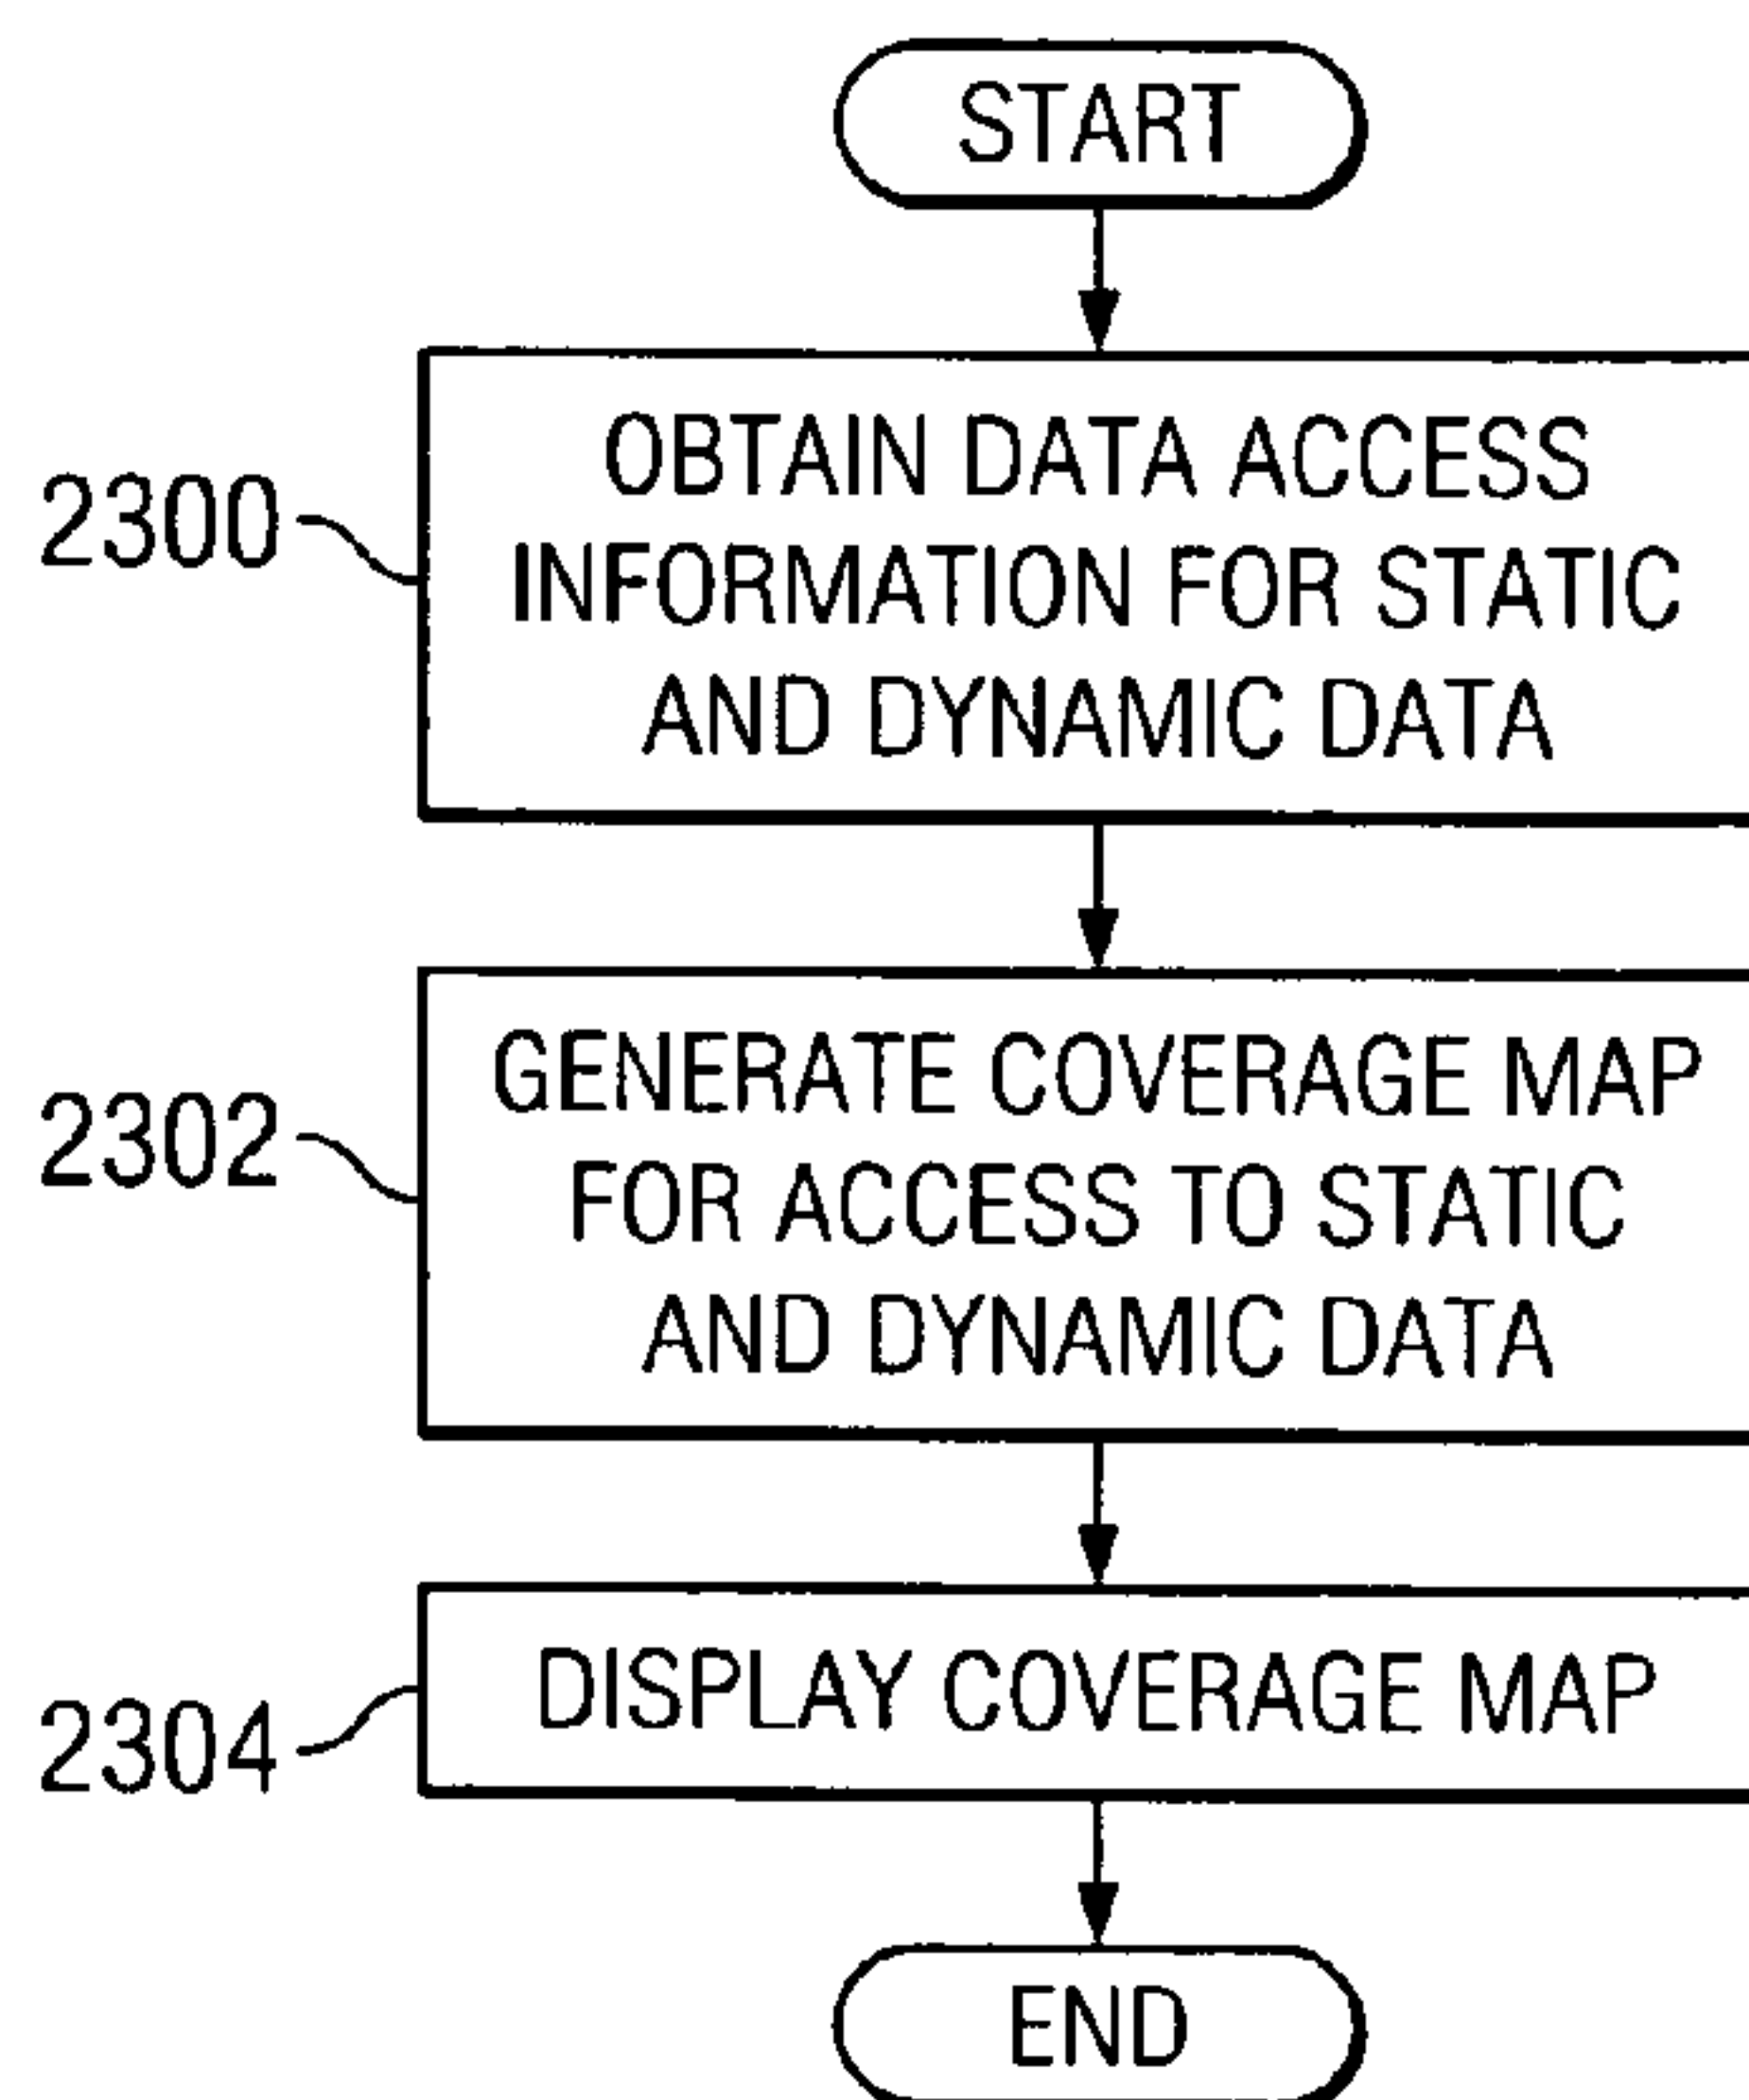 START
2300
OBTAIN DATA ACCESS
INFORMATION FOR STATIC
AND DYNAMIC DATA
2302
GENERATE COVERAGE MAP
FOR ACCESS TO STATIC
AND DYNAMIC DATA
2304
DISPLAY COVERAGE MAP
END